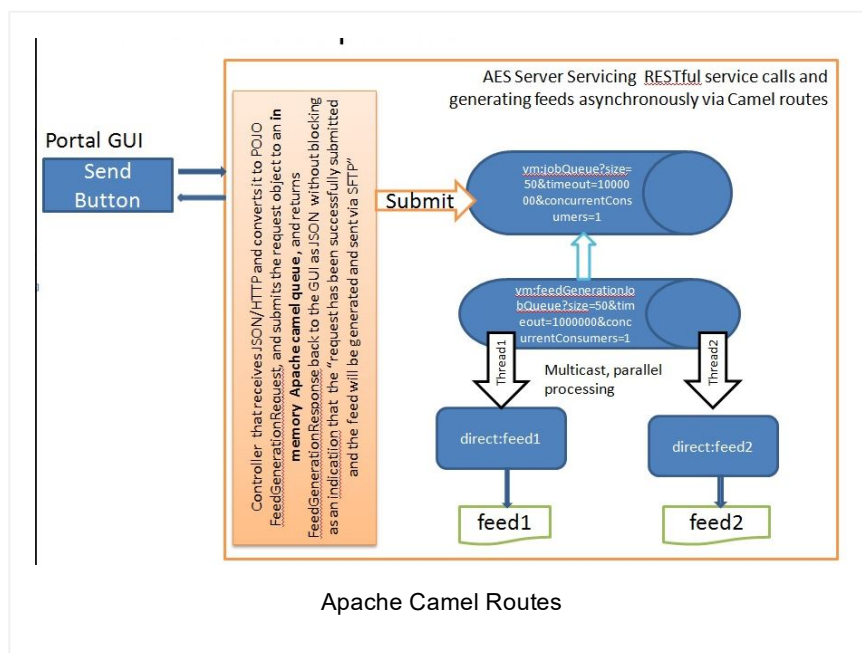 AES Server Servicing RESTful service calls and
generating feeds asynchronously via Camel routes
Portal GUI
Send
Button
Controller that receives JSON/HTTP and converts it to POJO
FeedGenerationRequest, and submits the request object to an in
memory Apache camel queue, and returns
FeedGenerationResponse back to the GUI as JSON without blocking
as an indication that the “request has been successfully submitted
and the feed will be generated and sent via SFTP”
Submit
vm:jobQueue?size=
50&timeout=10000
00&concurrentCons
umers=1
vm:feedGenerationJo
bQueue?size=50&tim
eout=1000000&conc
urrentConsumers=1
Thread1
Multicast, parallel
processing
Thread2
direct:feed1
direct:feed2
feed1
feed2
Apache Camel Routes